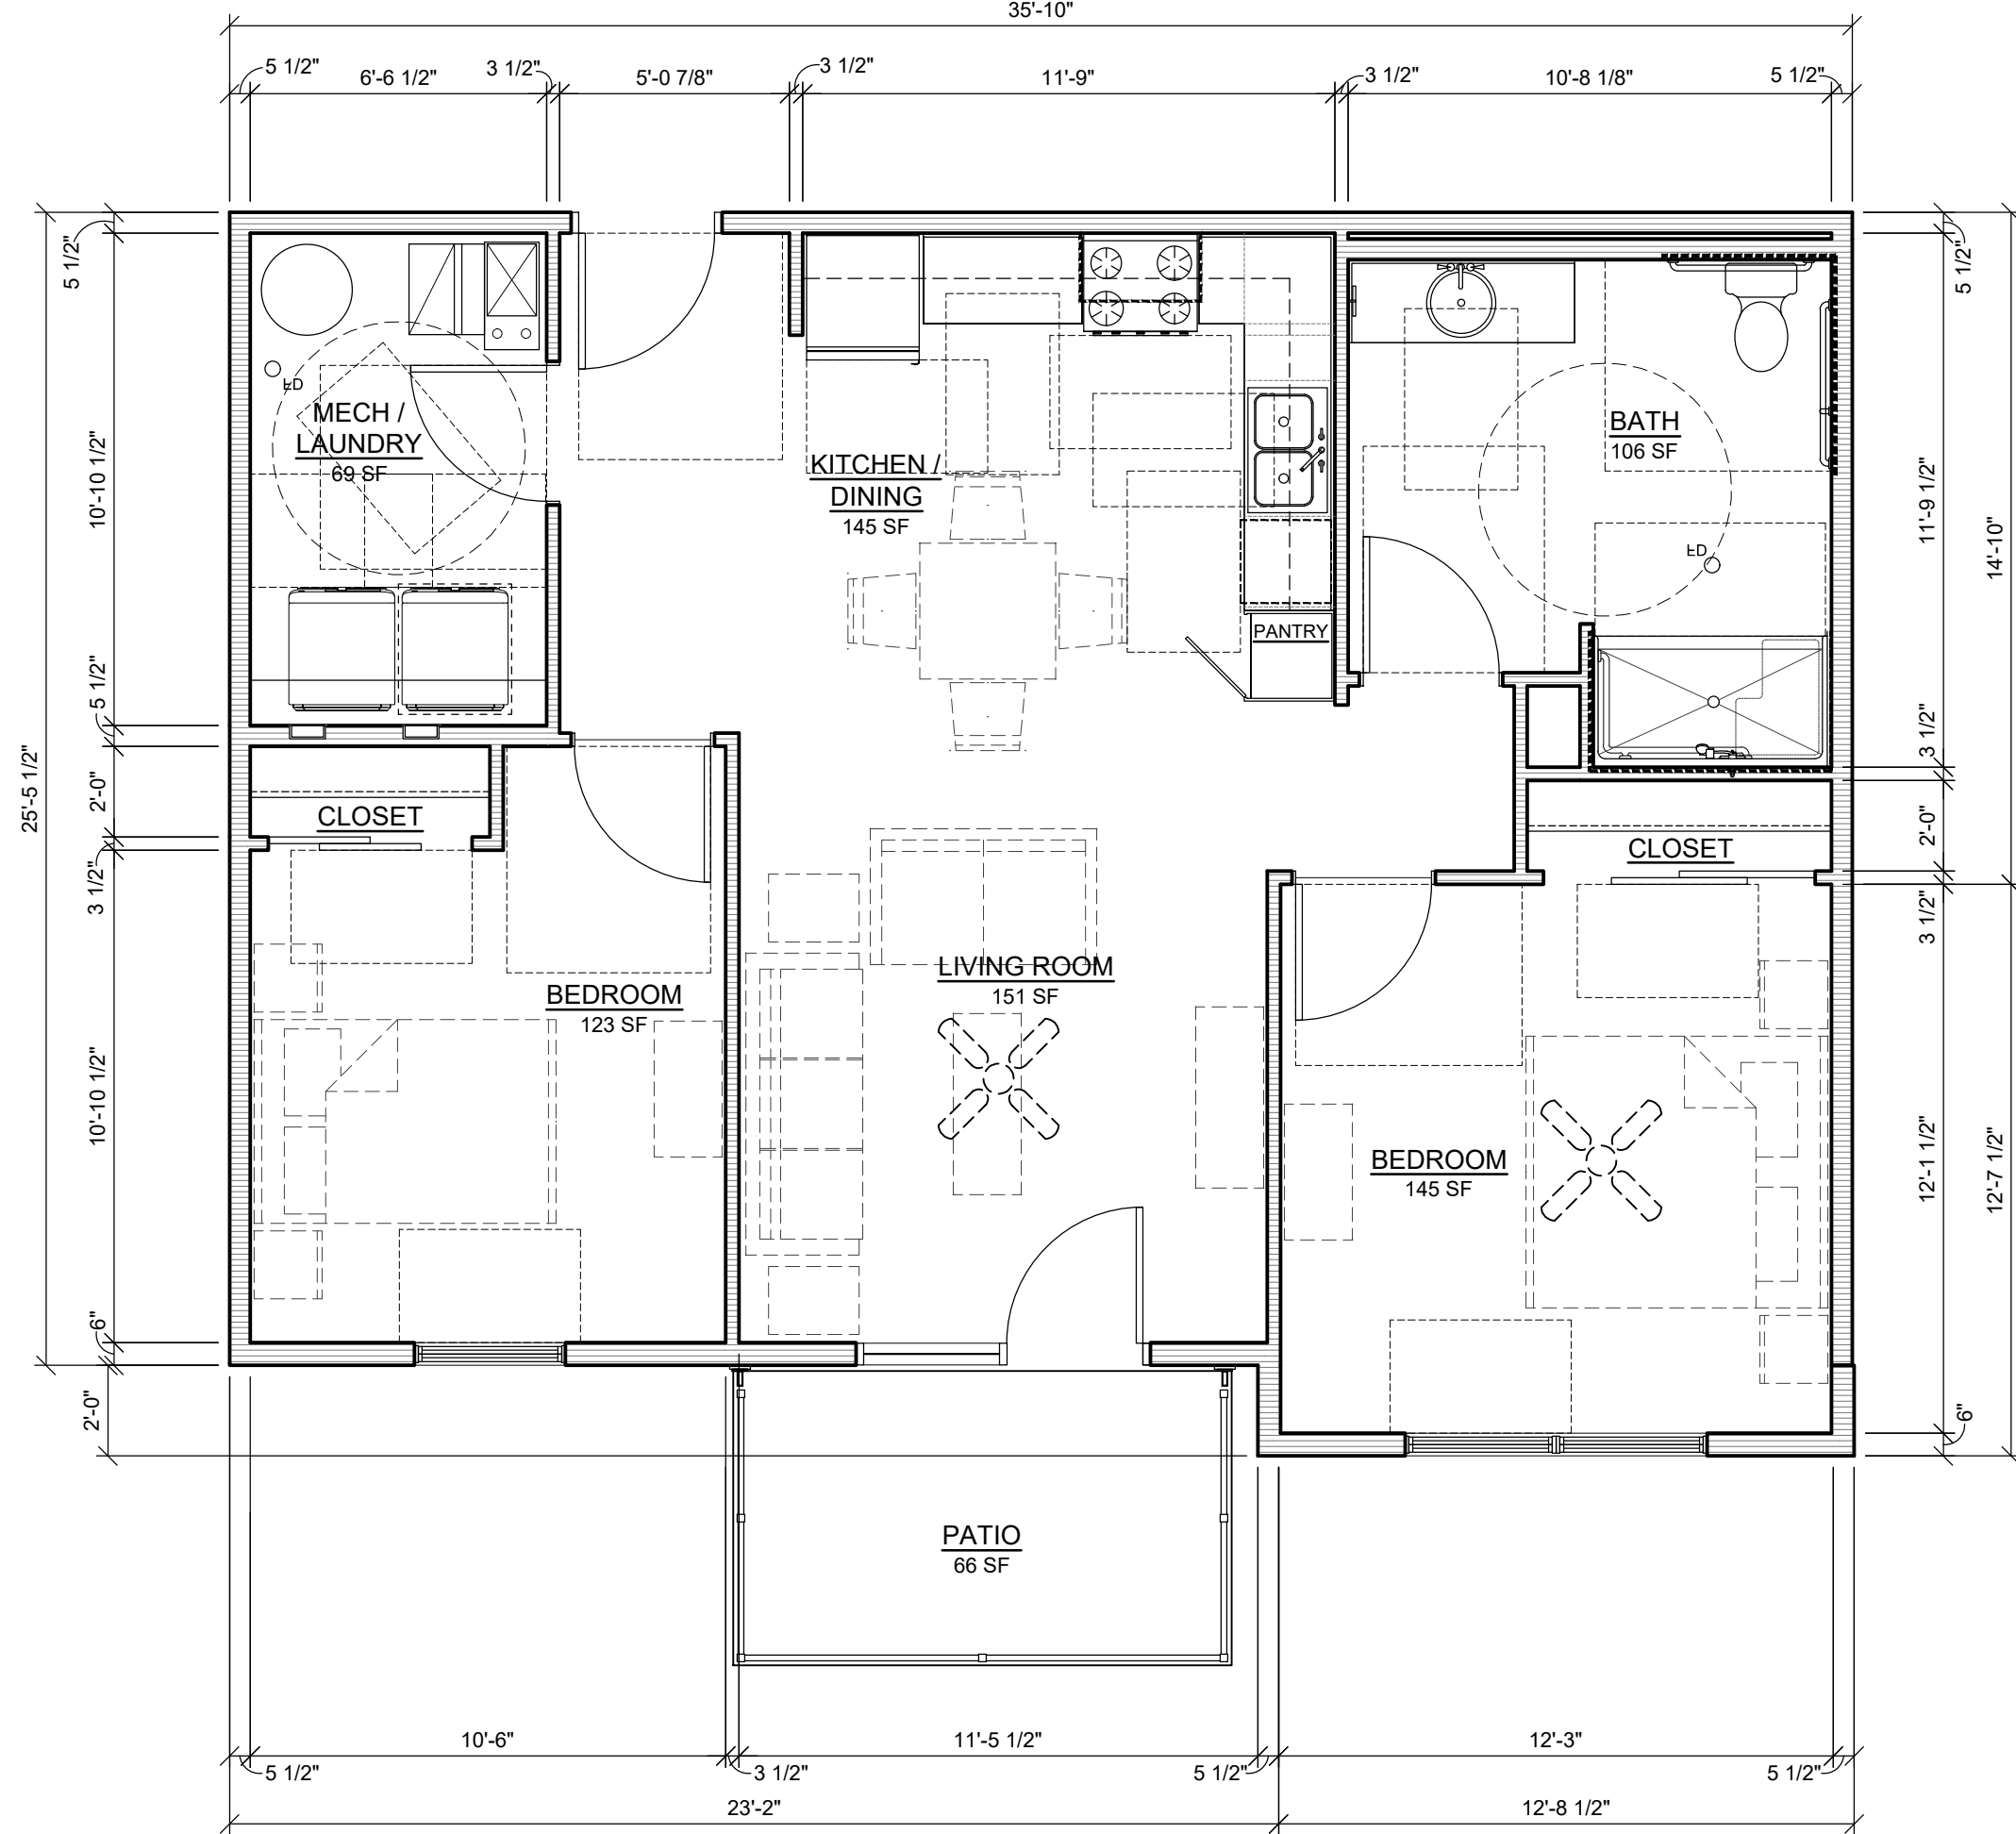 35'-10"
5 1/2"
6'-6 1/2"
3 1/2"
5'-0 7/8"
3 1/2"
11'-9"
3 1/2"
10'-8 1/8"
5 1/2"
5 1/2"
10'-10 1/2"
5 1/2"
2'-0"
3 1/2"
10'-10 1/2"
6"
2'-0"
25'-5 1/2"
FD
MECH /
LAUNDRY
69 SF
KITCHEN /
DINING
145 SF
PANTRY
BATH
106 SF
FD
CLOSET
CLOSET
BEDROOM
123 SF
LIVING ROOM
151 SF
BEDROOM
145 SF
PATIO
66 SF
5 1/2"
11'-9 1/2"
3 1/2"
2'-0"
3 1/2"
12'-1 1/2"
6"
14'-10"
12'-7 1/2"
10'-6"
11'-5 1/2"
12'-3"
5 1/2"
3 1/2"
5 1/2"
5 1/2"
23'-2"
12'-8 1/2"